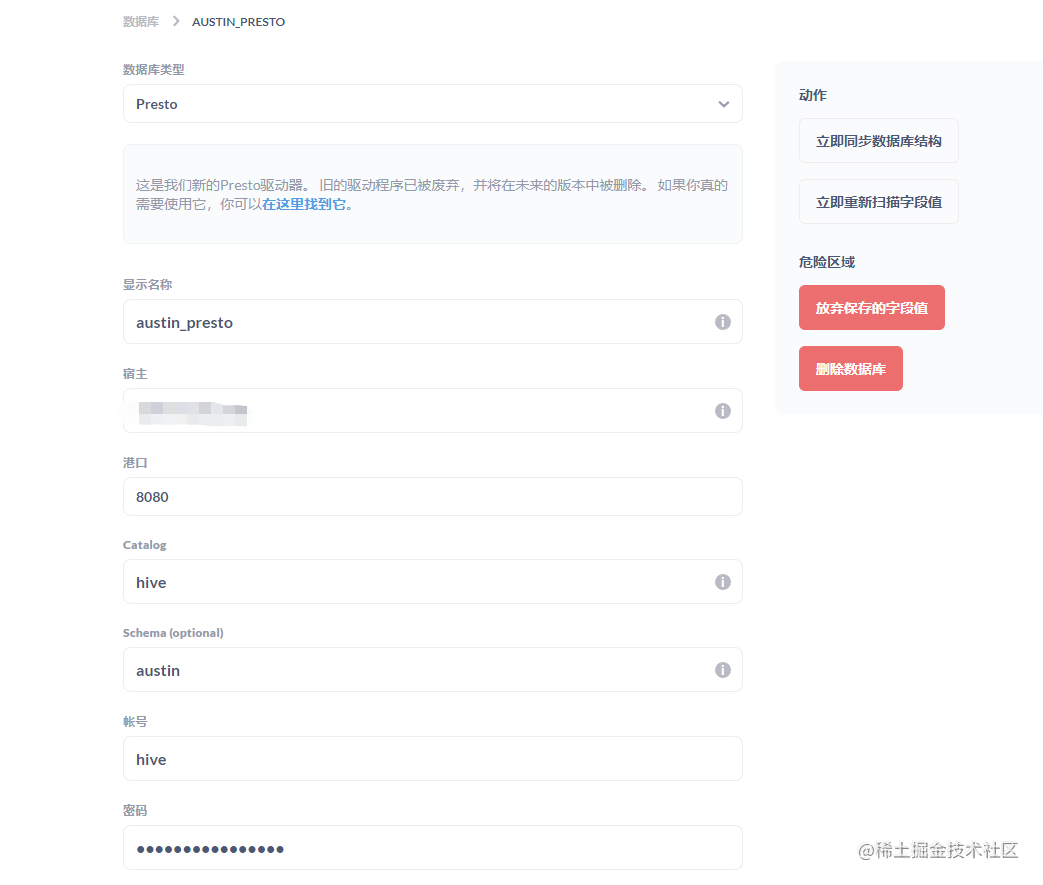 数据库 > AUSTIN_PRESTO
数据库类型
Presto
这是我们新的Presto驱动器。 旧的驱动程序已被废弃，并将在未来的版本中被删除。 如果你真的
需要使用它，你可以在这里找到它。
显示名称
austin_presto
宿主
港口
8080
Catalog
hive
Schema (optional)
austin
帐号
hive
密码
••••••••••••••••
动作
立即同步数据库结构
立即重新扫描字段值
危险区域
放弃保存的字段值
删除数据库
@稀土掘金技术社区